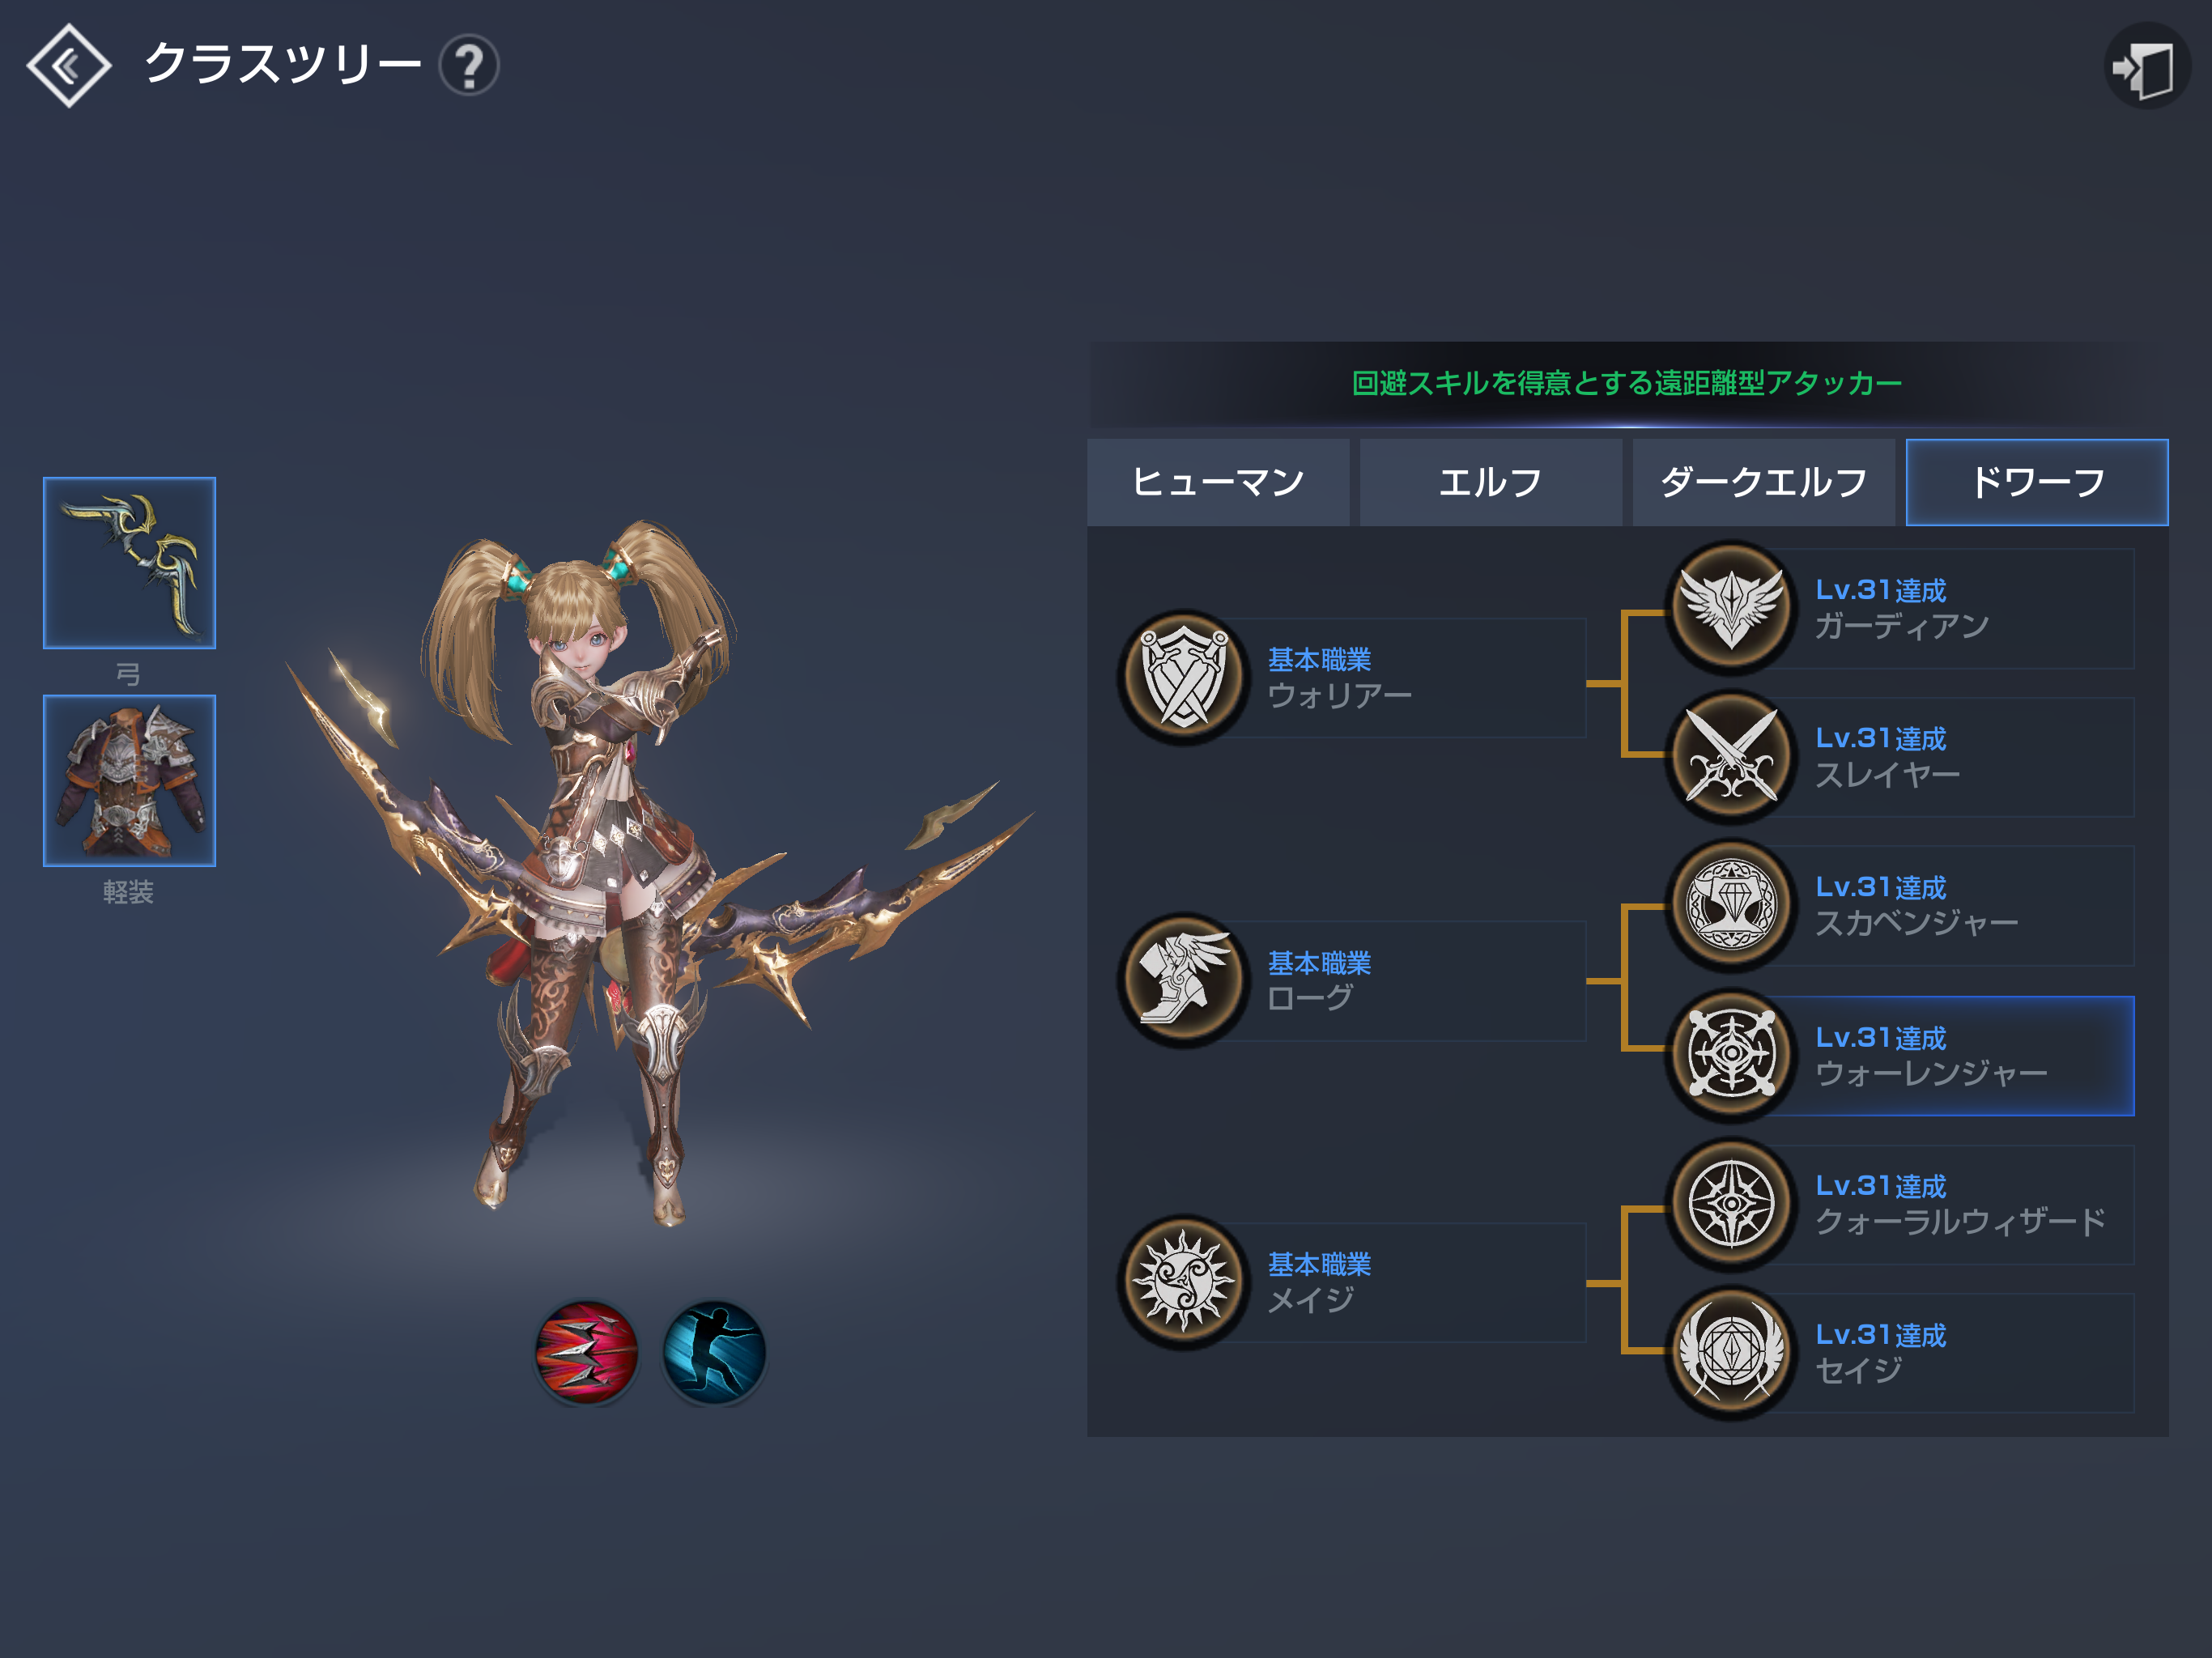 クラスツリー ?
回避スキルを得意とする遠距離型アタッカー
ヒューマン
エルフ
ダークエルフ
ドワーフ
弓
軽装
基本職業
ウォリアー
Lv.31達成
ガーディアン
Lv.31達成
スレイヤー
基本職業
ローグ
Lv.31達成
スカベンジャー
Lv.31達成
ウォーレンジャー
基本職業
メイジ
Lv.31達成
クォーラルウィザード
Lv.31達成
セイジ